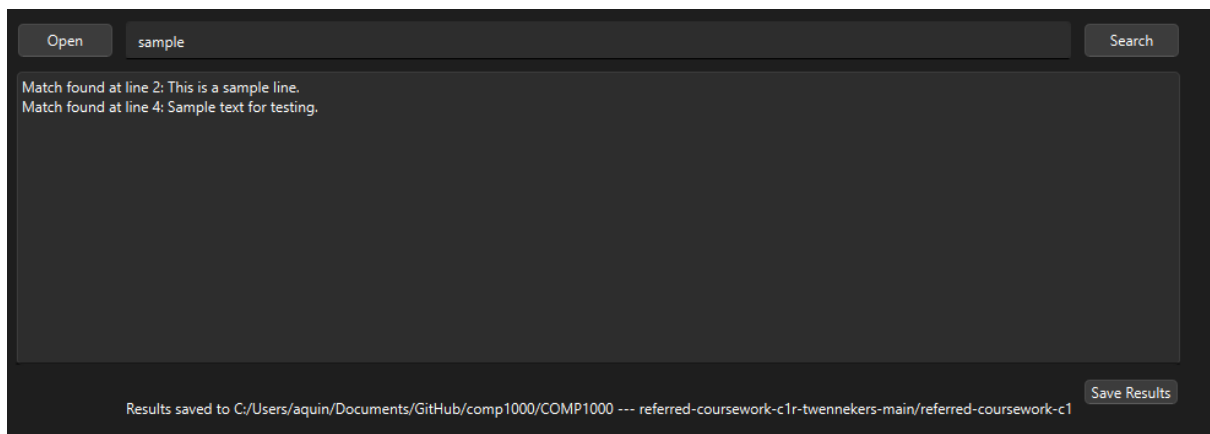 Open sample Search
Match found at line 2: This is a sample line.
Match found at line 4: Sample text for testing.
Save Results
Results saved to C:/Users/aquin/Documents/GitHub/comp1000/COMP1000 --- referred-coursework-c1r-twennekers-main/referred-coursework-c1